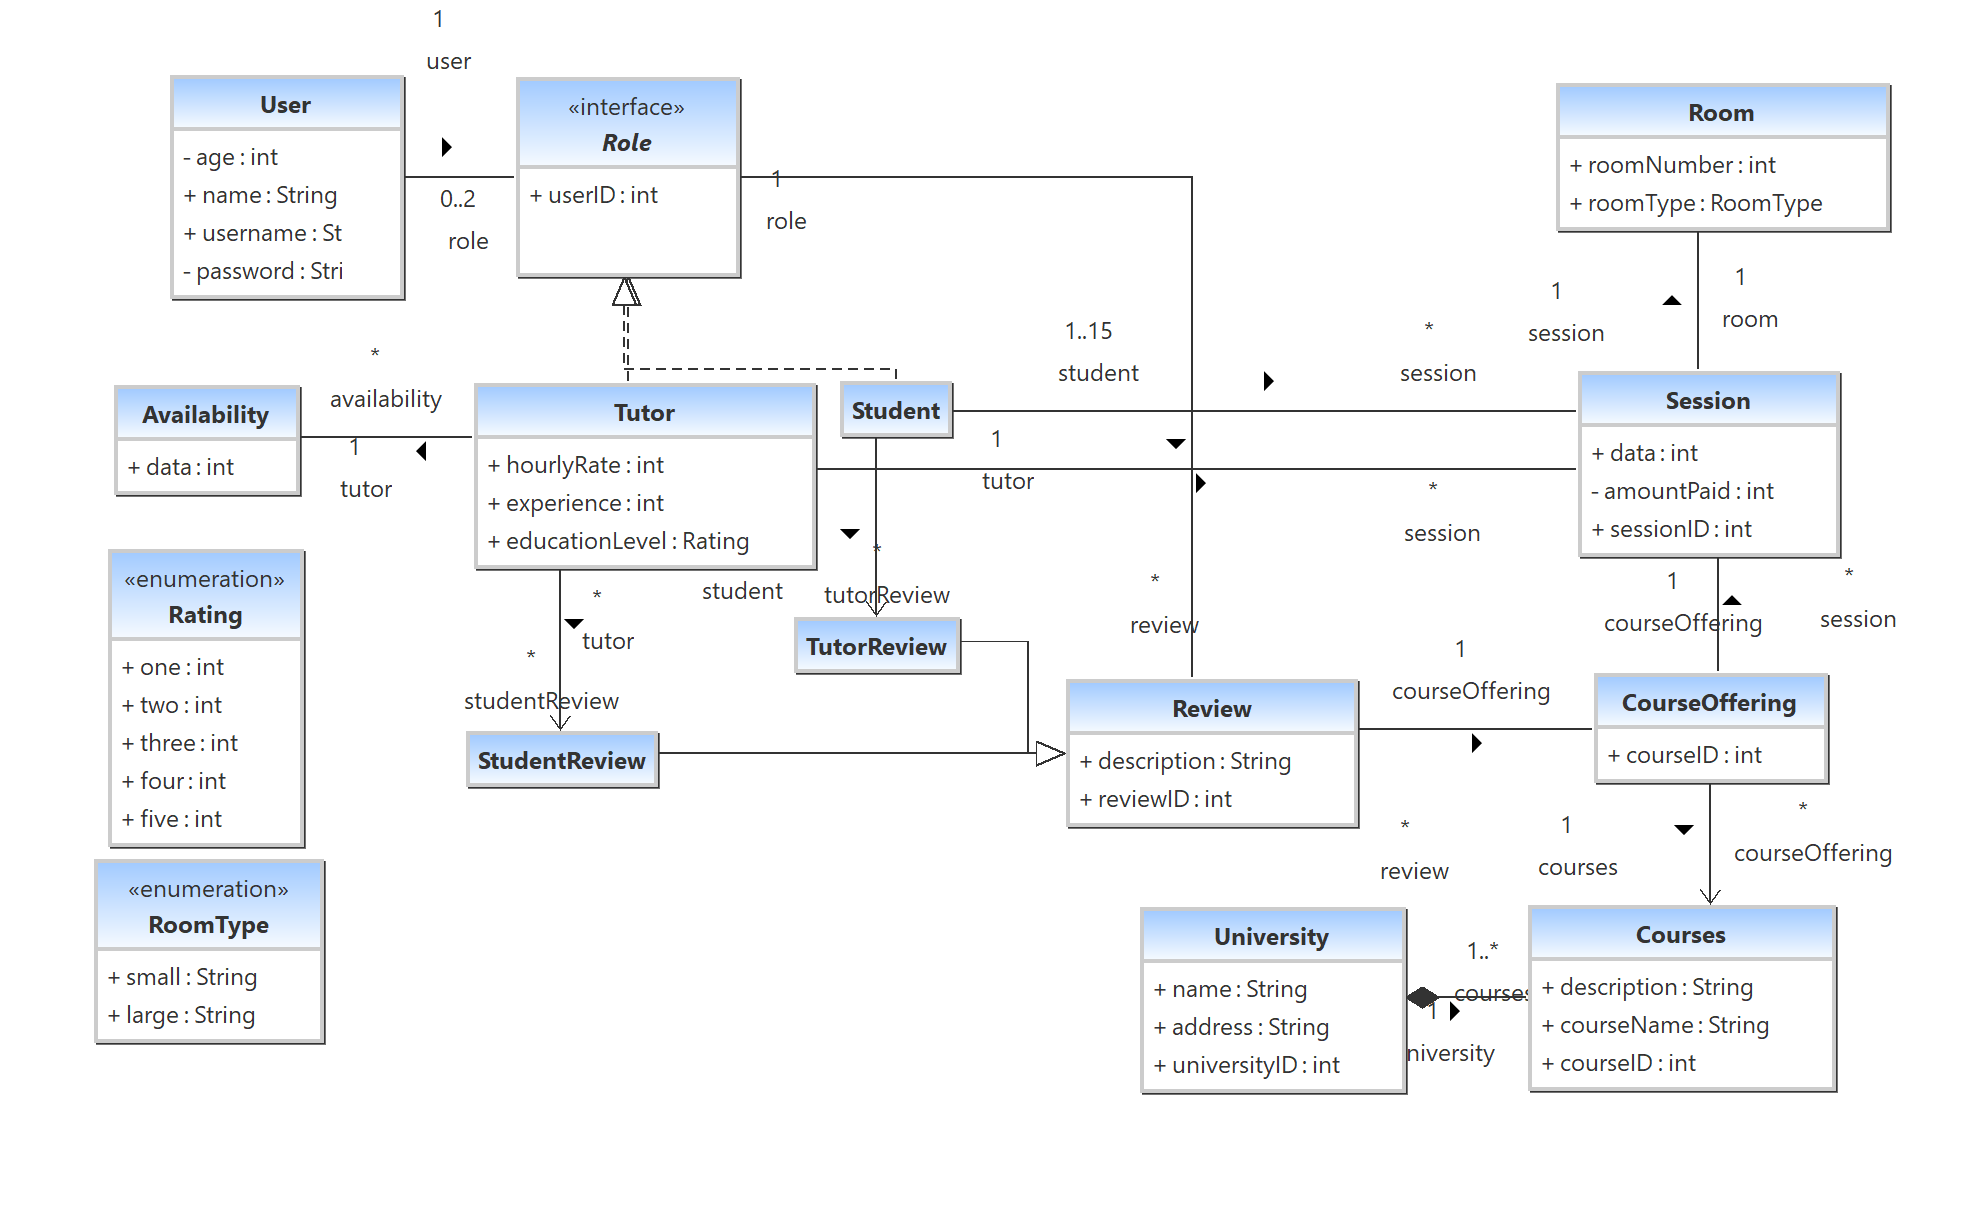 1
user
User
- age : int
+ name : String
+ username : St
- password : Stri
0..2
role
«interface»
Role
+ userID : int
1
role
Room
+ roomNumber : int
+ roomType : RoomType
1
session
1
room
*
availability
1
tutor
Availability
+ data : int
Tutor
+ hourlyRate : int
+ experience : int
+ educationLevel : Rating
Student
1..15
student
*
session
1
tutor
*
session
Session
+ data : int
- amountPaid : int
+ sessionID : int
«enumeration»
Rating
+ one : int
+ two : int
+ three : int
+ four : int
+ five : int
*
tutor
*
studentReview
student
*
tutorReview
TutorReview
StudentReview
*
review
Review
+ description : String
+ reviewID : int
1
courseOffering
*
review
1
courseOffering
*
session
CourseOffering
+ courseID : int
1
courses
*
courseOffering
«enumeration»
RoomType
+ small : String
+ large : String
University
+ name : String
+ address : String
+ universityID : int
1..*
courses
1
niversity
Courses
+ description : String
+ courseName : String
+ courseID : int